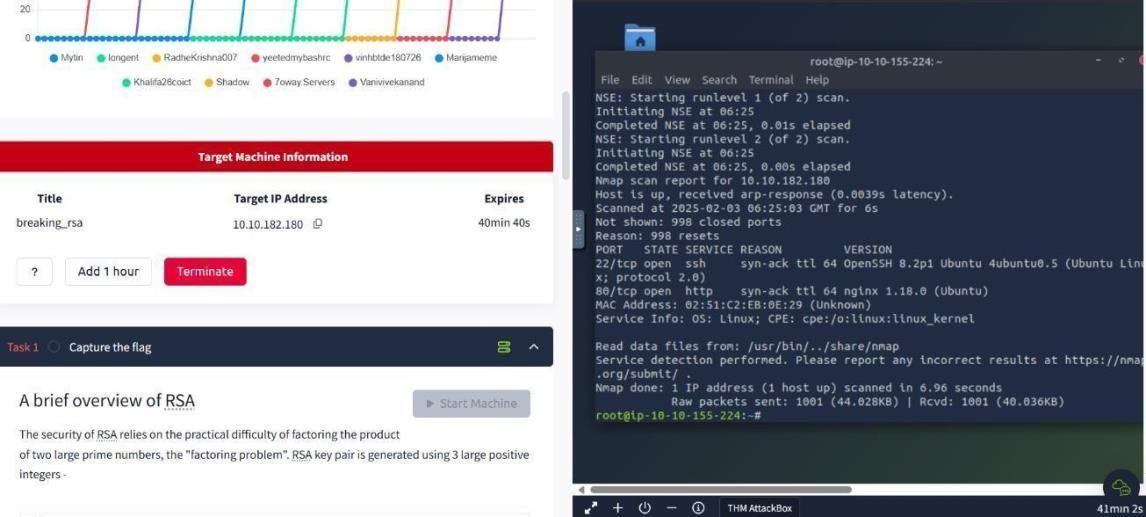 20
0
Mytin longent RadheKrishna007 yeetedmybashrc vinhbtde180726 Marijameme
Khalifa26coict Shadow 7oway.Servers Vanivivekanand
Target Machine Information
Title Target IP Address Expires
breaking_rsa 10.10.182.180 40min 40s
? Add 1 hour Terminate
Task 1 Capture the flag
A brief overview of RSA Start Machine
The security of RSA relies on the practical difficulty of factoring the product
of two large prime numbers, the "factoring problem". RSA key pair is generated using 3 large positive
integers -
root@ip-10-10-155-224: ~
File Edit View Search Terminal Help
NSE: Starting runlevel 1 (of 2) scan.
Initiating NSE at 06:25
Completed NSE at 06:25, 0.01s elapsed
NSE: Starting runlevel 2 (of 2) scan.
Initiating NSE at 06:25
Completed NSE at 06:25, 0.00s elapsed
Nmap scan report for 10.10.182.180
Host is up, received arp-response (0.0039s latency).
Scanned at 2025-02-03 06:25:03 GMT for 6s
Not shown: 998 closed ports
Reason: 998 resets
PORT STATE SERVICE REASON VERSION
22/tcp open ssh syn-ack ttl 64 OpenSSH 8.2p1 Ubuntu 4ubuntu0.5 (Ubuntu Linu
x; protocol 2.0)
80/tcp open http syn-ack ttl 64 nginx 1.18.0 (Ubuntu)
MAC Address: 02:51:C2:EB:0E:29 (Unknown)
Service Info: OS: Linux; CPE: cpe:/o:linux:linux_kernel
Read data files from: /usr/bin/../share/nmap
Service detection performed. Please report any incorrect results at https://nmap
.org/submit/ .
Nmap done: 1 IP address (1 host up) scanned in 6.96 seconds
Raw packets sent: 1001 (44.028KB) | Rcvd: 1001 (40.036KB)
root@ip-10-10-155-224:~#
THM AttackBox 41min 2s